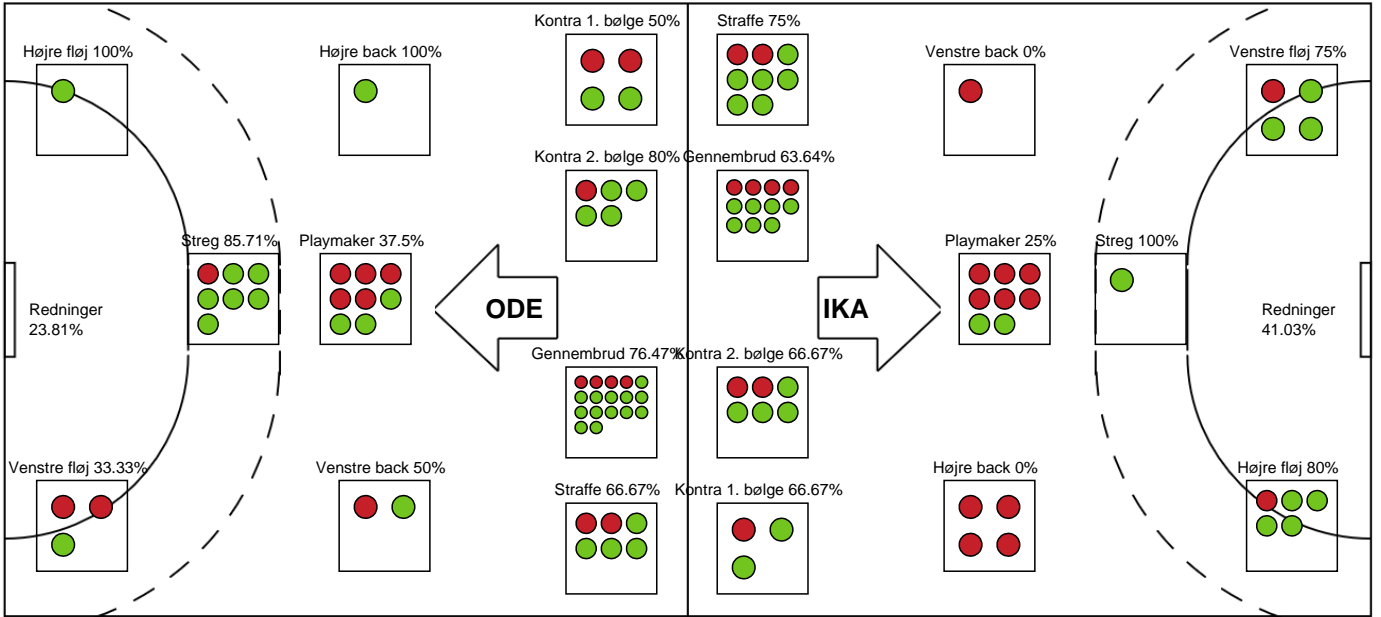 Kontra 1. bølge 50%
Straffe 75%
Højre fløj 100%
Højre back 100%
Venstre back 0%
Venstre fløj 75%
Kontra 2. bølge 80%
Gennembrud 63.64%
Streg 85.71%
Playmaker 37.5%
Playmaker 25%
Streg 100%
Redninger
23.81%
ODE
IKA
Redninger
41.03%
Gennembrud 76.47%
Kontra 2. bølge 66.67%
Venstre fløj 33.33%
Venstre back 50%
Højre back 0%
Højre fløj 80%
Straffe 66.67%
Kontra 1. bølge 66.67%